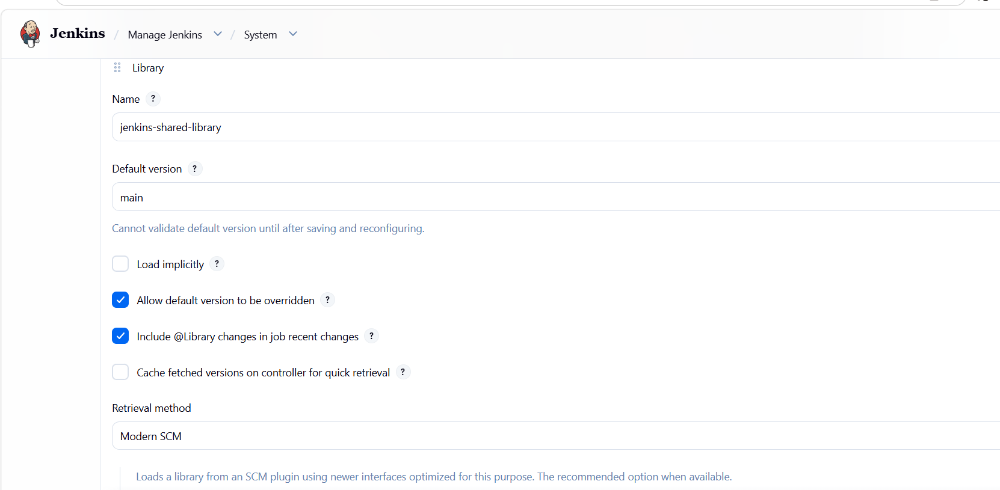 Jenkins / Manage Jenkins / System
Library
Name ?
jenkins-shared-library
Default version ?
main
Cannot validate default version until after saving and reconfiguring.
Load implicitly ?
Allow default version to be overridden ?
Include @Library changes in job recent changes ?
Cache fetched versions on controller for quick retrieval ?
Retrieval method
Modern SCM
Loads a library from an SCM plugin using newer interfaces optimized for this purpose. The recommended option when available.